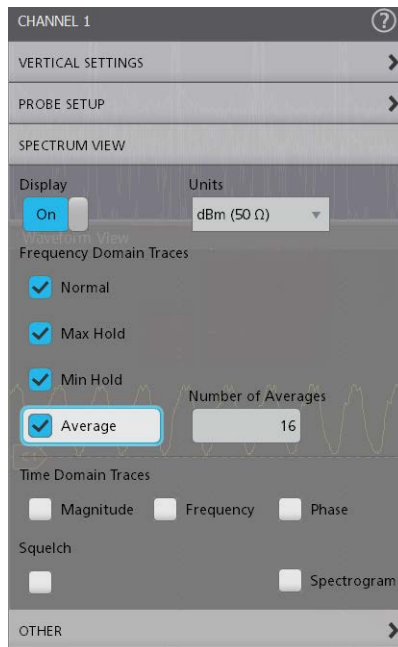 CHANNEL 1 ?
VERTICAL SETTINGS
PROBE SETUP
SPECTRUM VIEW
Display Units
On dBm (50 Ω)
Waveform View
Frequency Domain Traces
Normal
Max Hold
Min Hold
Number of Averages
Average 16
Time Domain Traces
Magnitude Frequency Phase
Squelch
Spectrogram
OTHER